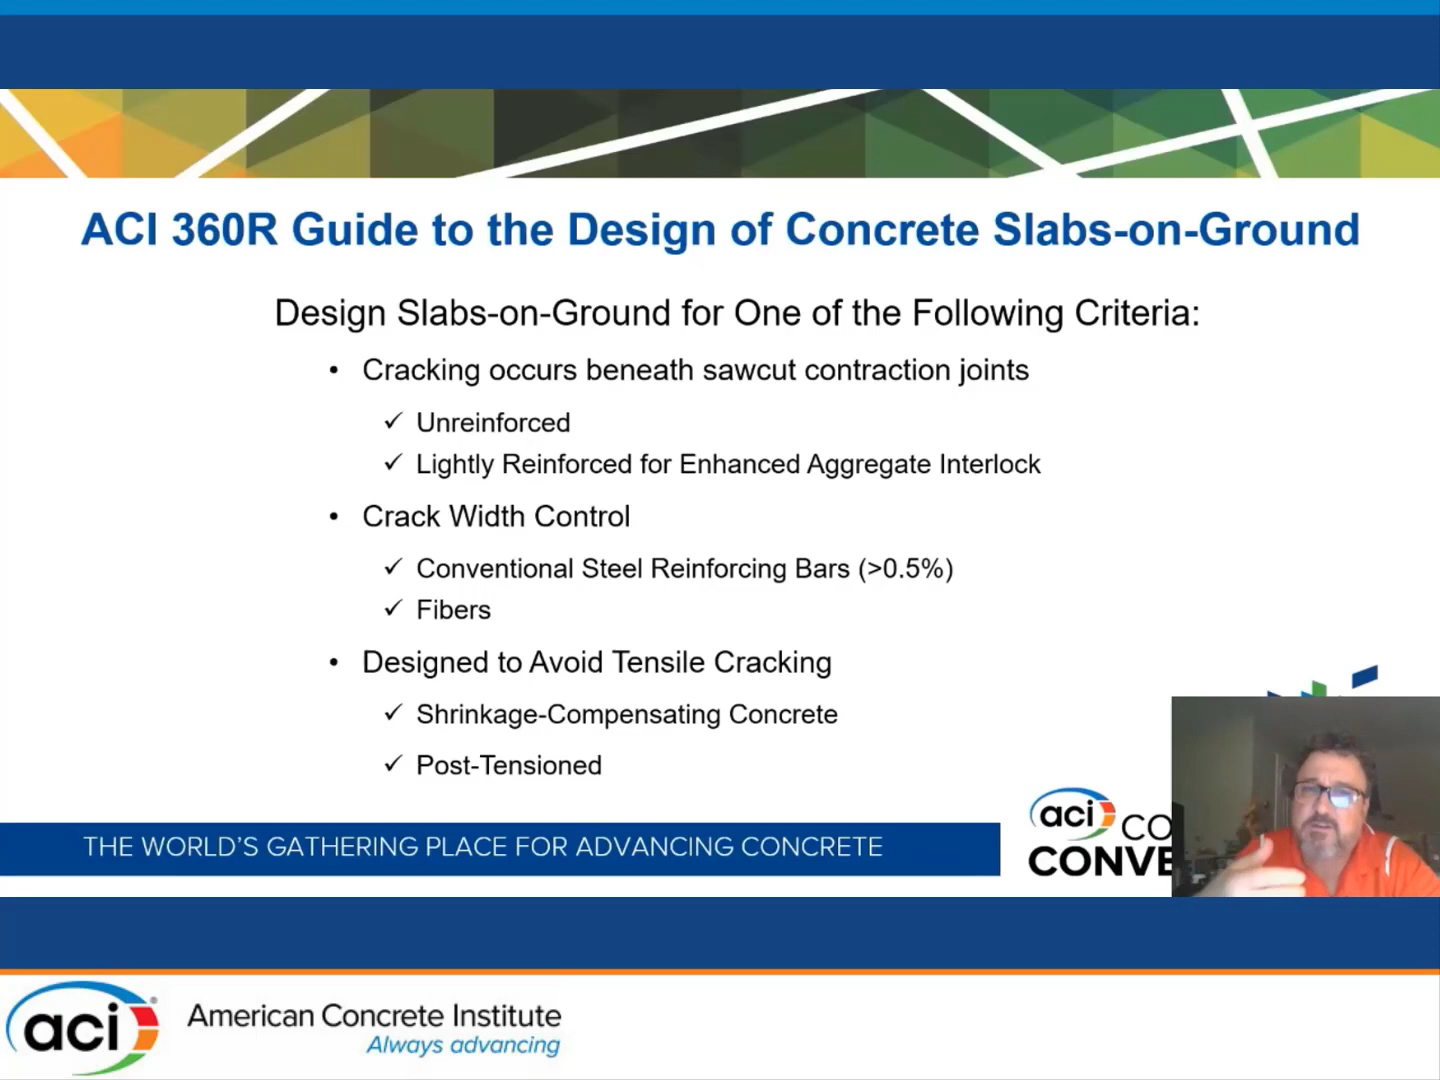 ACI 360R Guide to the Design of Concrete Slabs-on-Ground
Design Slabs-on-Ground for One of the Following Criteria:
• Cracking occurs beneath sawcut contraction joints
✓ Unreinforced
✓ Lightly Reinforced for Enhanced Aggregate Interlock
• Crack Width Control
✓ Conventional Steel Reinforcing Bars (>0.5%)
✓ Fibers
• Designed to Avoid Tensile Cracking
✓ Shrinkage-Compensating Concrete
✓ Post-Tensioned
THE WORLD'S GATHERING PLACE FOR ADVANCING CONCRETE
aci CO
CONVE
aci
American Concrete Institute
Always advancing